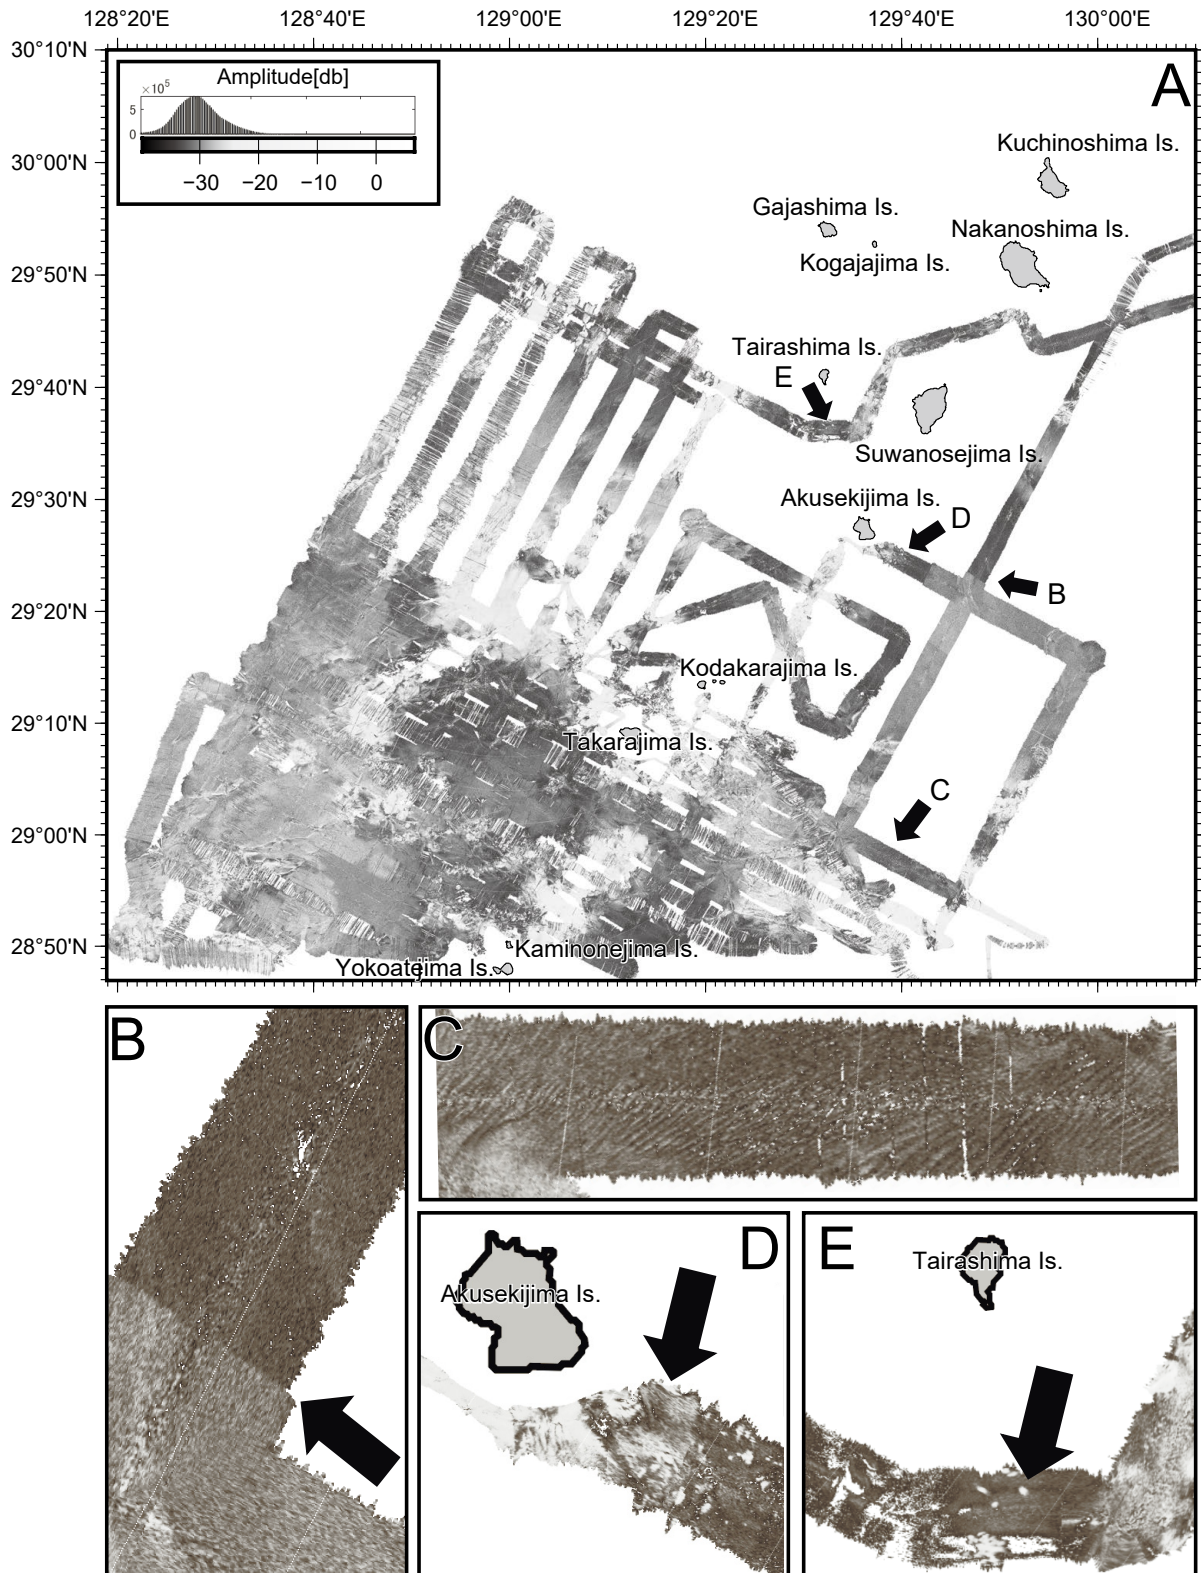 128°20'E 128°40'E 129°00'E 129°20'E 129°40'E 130°00'E
30°10'N
30°00'N
29°50'N
29°40'N
29°30'N
29°20'N
29°10'N
29°00'N
28°50'N
A
Amplitude[db]
×10⁵
5
0
−30 −20 −10 0
Kuchinoshima Is.
Gajashima Is.
Nakanoshima Is.
Kogajajima Is.
Tairashima Is.
E
Suwanosejima Is.
Akusekijima Is.
D
B
Kodakarajima Is.
Takarajima Is.
C
Kaminonejima Is.
Yokoatejima Is.
B
C
D
Akusekijima Is.
E
Tairashima Is.